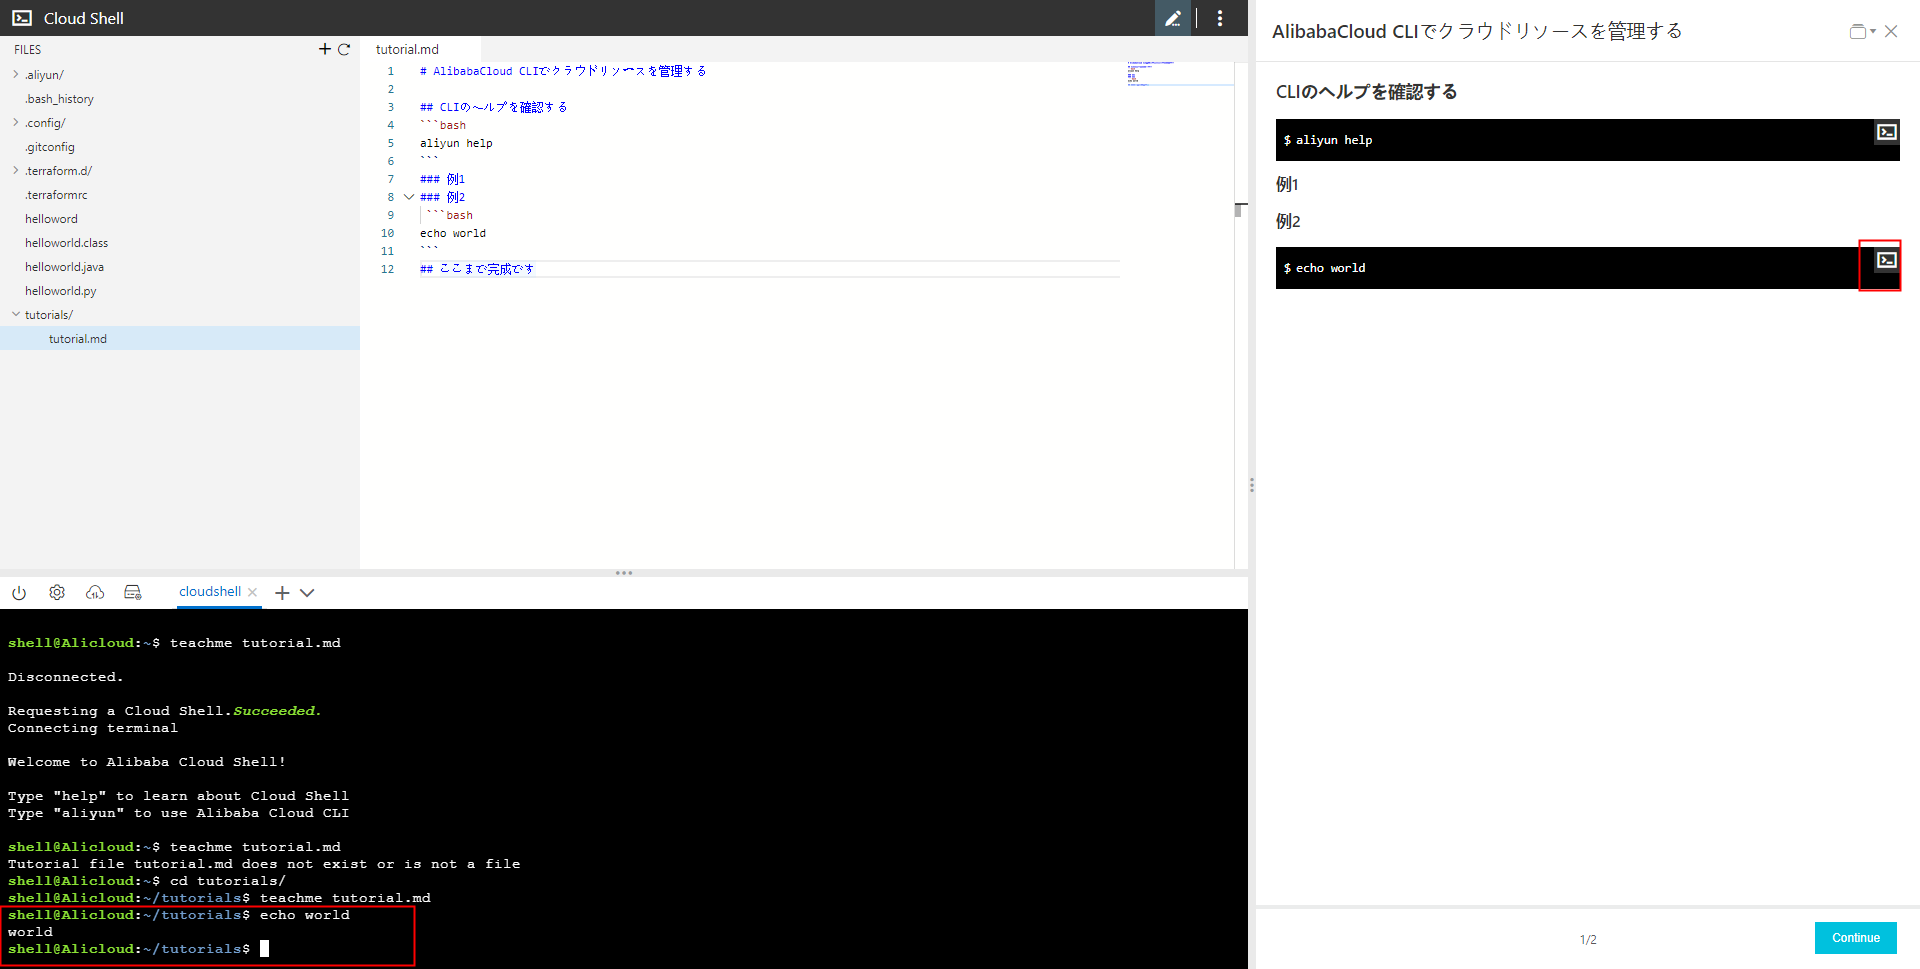 Cloud Shell
FILES
.aliyun/
.bash_history
.config/
.gitconfig
.terraform.d/
.terraformrc
helloword
helloworld.class
helloworld.java
helloworld.py
tutorials/
tutorial.md
tutorial.md
1 # AlibabaCloud CLIでクラウドリソースを管理する
2
3 ## CLIのヘルプを確認する
4 ```bash
5 aliyun help
6 ```
7 ### 例1
8 ### 例2
9 ```bash
10 echo world
11 ```
12 ## ここまで完成です
cloudshell
shell@Alicloud:~$ teachme tutorial.md
Disconnected.
Requesting a Cloud Shell.Succeeded.
Connecting terminal
Welcome to Alibaba Cloud Shell!
Type "help" to learn about Cloud Shell
Type "aliyun" to use Alibaba Cloud CLI
shell@Alicloud:~$ teachme tutorial.md
Tutorial file tutorial.md does not exist or is not a file
shell@Alicloud:~$ cd tutorials/
shell@Alicloud:~/tutorials$ teachme tutorial.md
shell@Alicloud:~/tutorials$ echo world
world
shell@Alicloud:~/tutorials$
AlibabaCloud CLIでクラウドリソースを管理する
CLIのヘルプを確認する
$ aliyun help
例1
例2
$ echo world
1/2
Continue